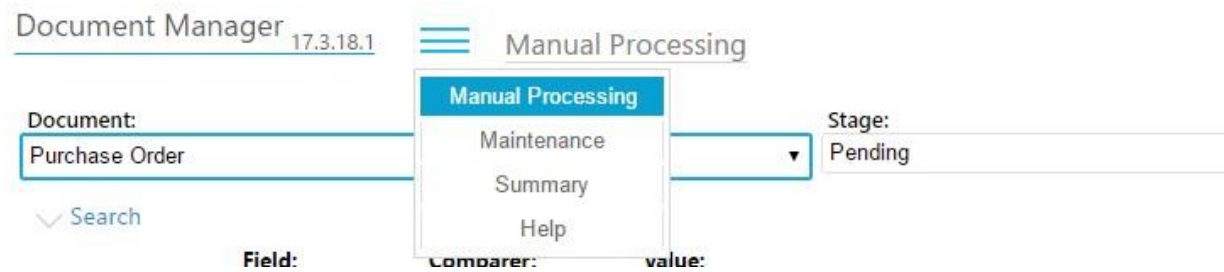 Document Manager 17.3.18.1 Manual Processing
Manual Processing
Document: Stage:
Maintenance
Purchase Order Pending
Summary
Search
Help
Field: Comparer: Value: